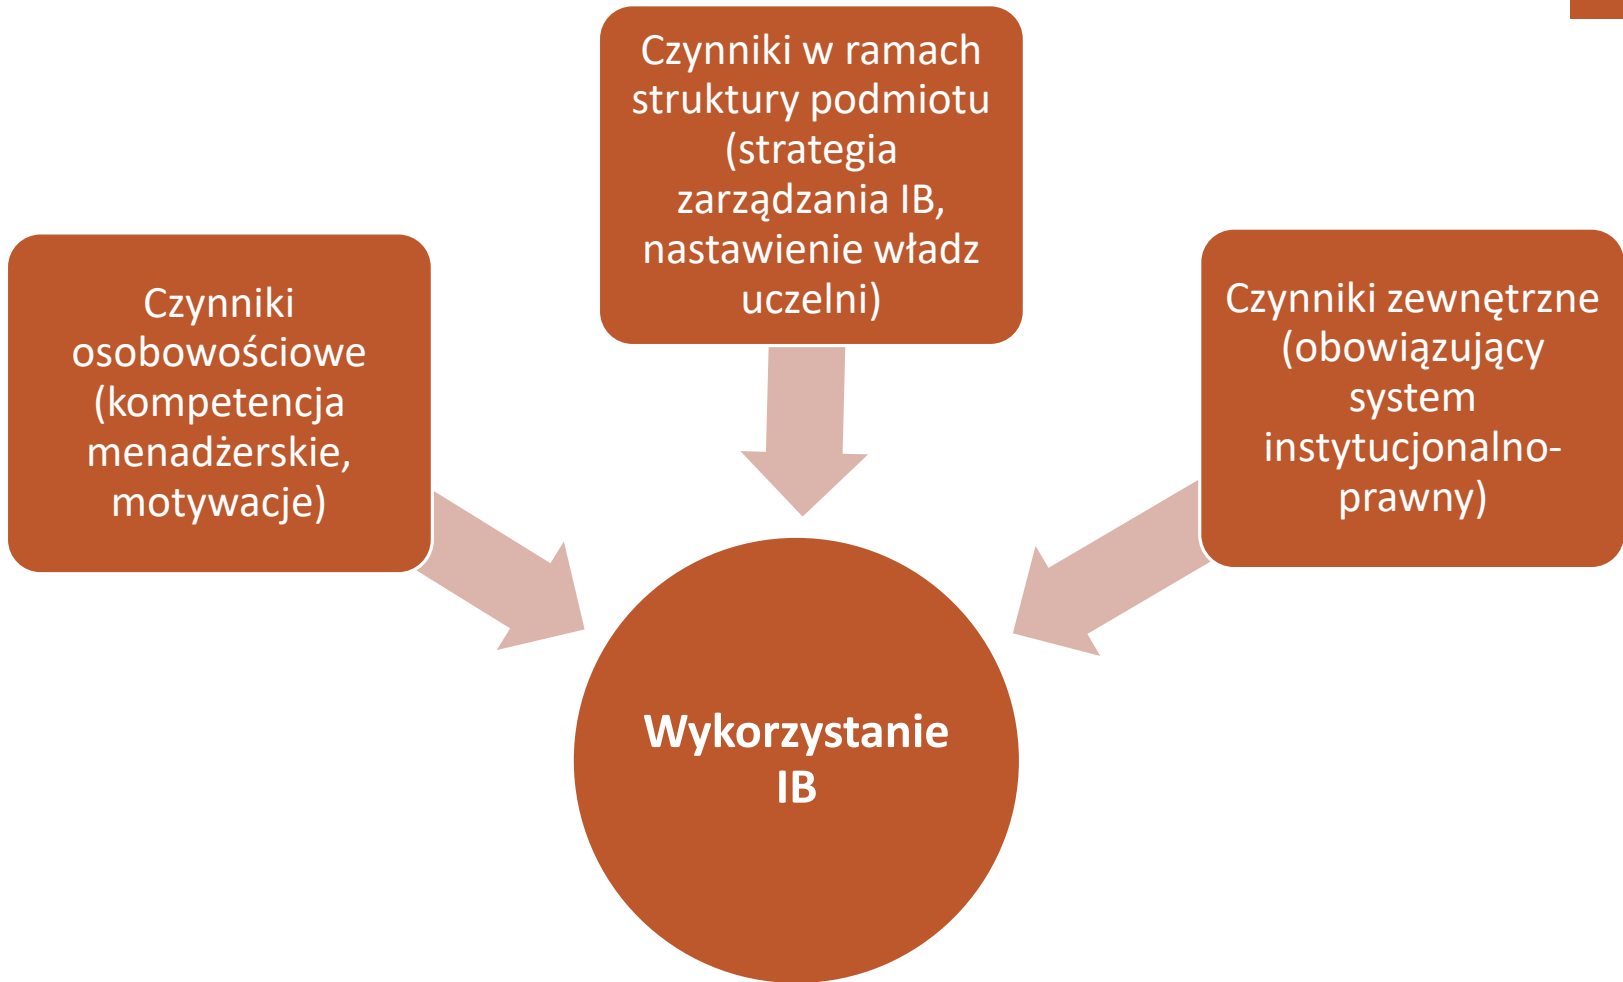 Czynniki w ramach
struktury podmiotu
(strategia
zarządzania IB,
nastawienie władz
uczelni)
Czynniki
osobowościowe
(kompetencja
menadżerskie,
motywacje)
Czynniki zewnętrzne
(obowiązujący
system
instytucjonalno-
prawny)
Wykorzystanie
IB